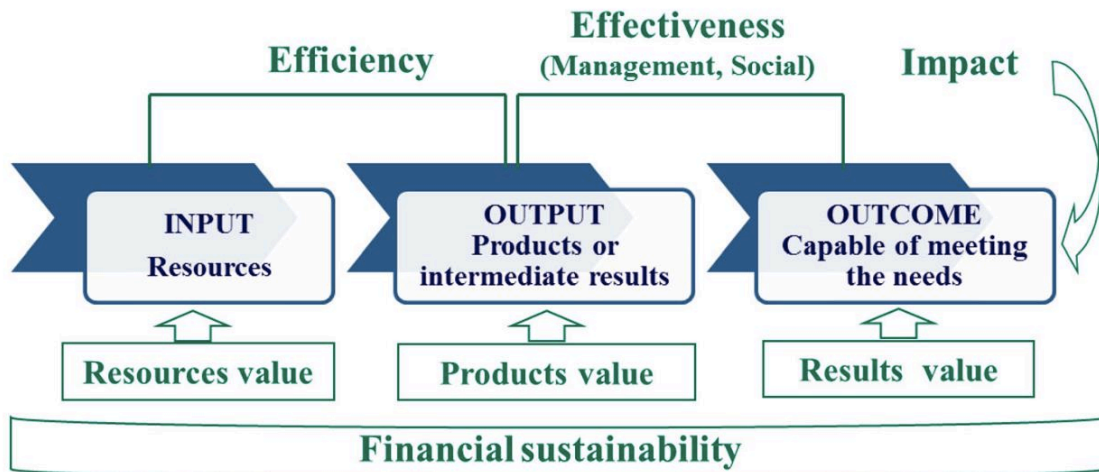 Efficiency
Effectiveness
(Management, Social)
Impact
INPUT
Resources
OUTPUT
Products or
intermediate results
OUTCOME
Capable of meeting
the needs
Resources value
Products value
Results value
Financial sustainability